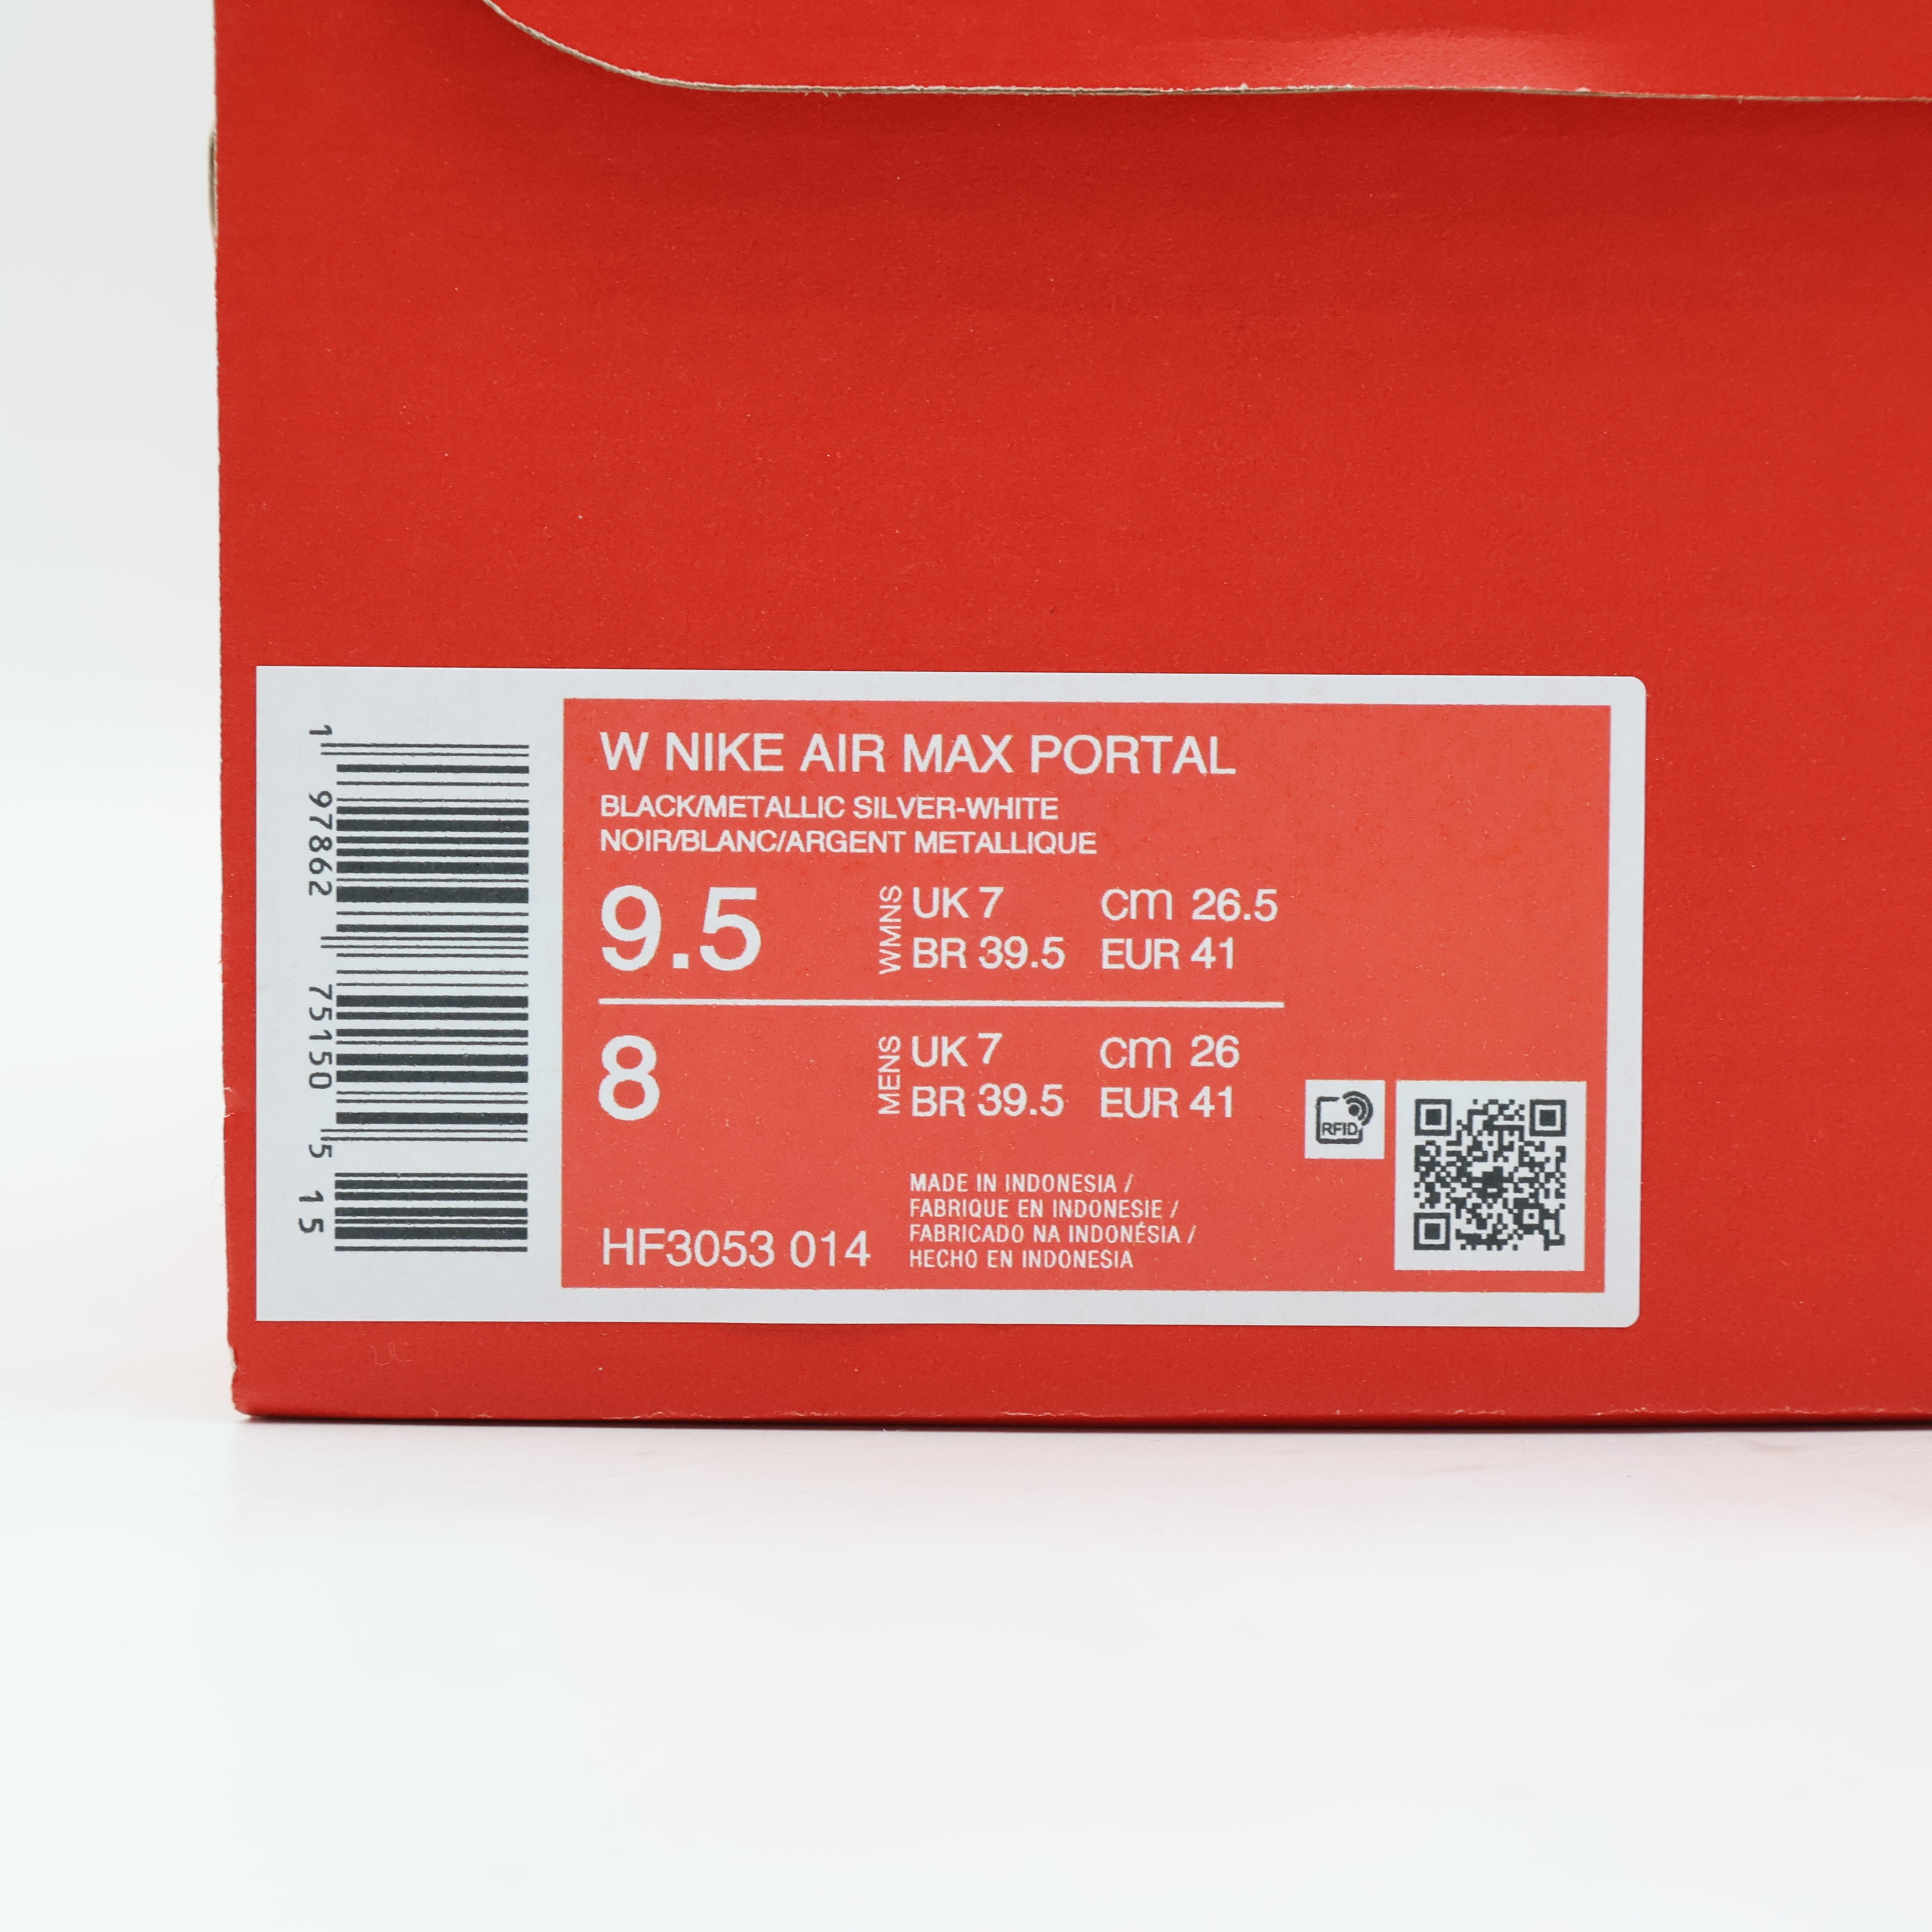 W NIKE AIR MAX PORTAL
BLACK/METALLIC SILVER-WHITE
NOIR/BLANC/ARGENT METALLIQUE
9.5 WMNS UK 7 cm 26.5
BR 39.5 EUR 41
8 MENS UK 7 cm 26
BR 39.5 EUR 41
MADE IN INDONESIA /
FABRIQUE EN INDONESIE /
FABRICADO NA INDONÉSIA /
HECHO EN INDONESIA
HF3053 014
RFID
1 97862 75150 5
15